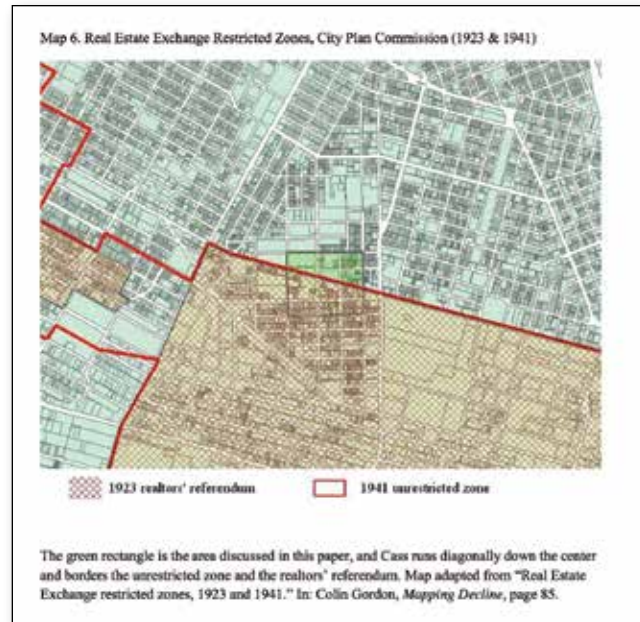 Map 6. Real Estate Exchange Restricted Zones, City Plan Commission (1923 & 1941)
1923 realtors' referendum
1941 unrestricted zone
The green rectangle is the area discussed in this paper, and Cass runs diagonally down the center
and borders the unrestricted zone and the realtors' referendum. Map adapted from "Real Estate
Exchange restricted zones, 1923 and 1941." In: Colin Gordon, Mapping Decline, page 85.